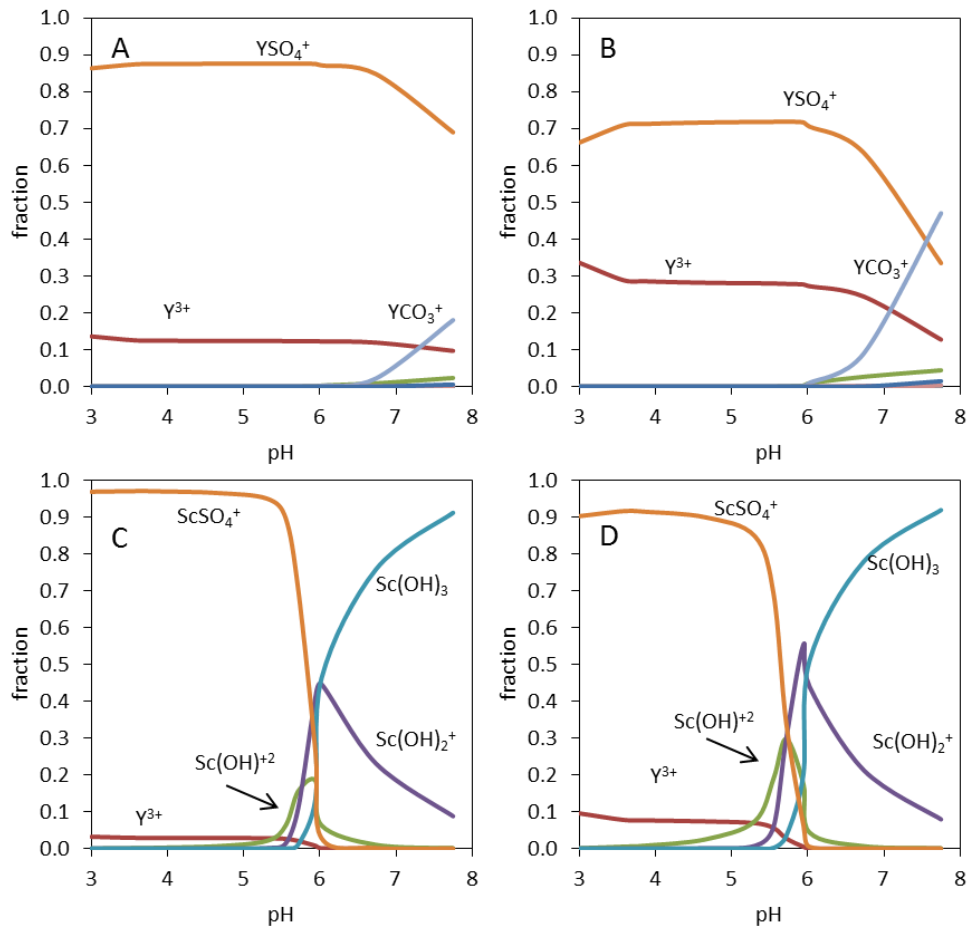 1.0
0.9
0.8
0.7
0.6
0.5
0.4
0.3
0.2
0.1
0.0
fraction
A
YSO₄⁺
Y³⁺
YCO₃⁺
3 4 5 6 7 8
pH
1.0
0.9
0.8
0.7
0.6
0.5
0.4
0.3
0.2
0.1
0.0
fraction
B
YSO₄⁺
Y³⁺
YCO₃⁺
3 4 5 6 7 8
pH
1.0
0.9
0.8
0.7
0.6
0.5
0.4
0.3
0.2
0.1
0.0
fraction
C
ScSO₄⁺
Sc(OH)₃
Sc(OH)⁺²
Sc(OH)₂⁺
Y³⁺
3 4 5 6 7 8
pH
1.0
0.9
0.8
0.7
0.6
0.5
0.4
0.3
0.2
0.1
0.0
fraction
D
ScSO₄⁺
Sc(OH)₃
Sc(OH)⁺²
Sc(OH)₂⁺
Y³⁺
3 4 5 6 7 8
pH